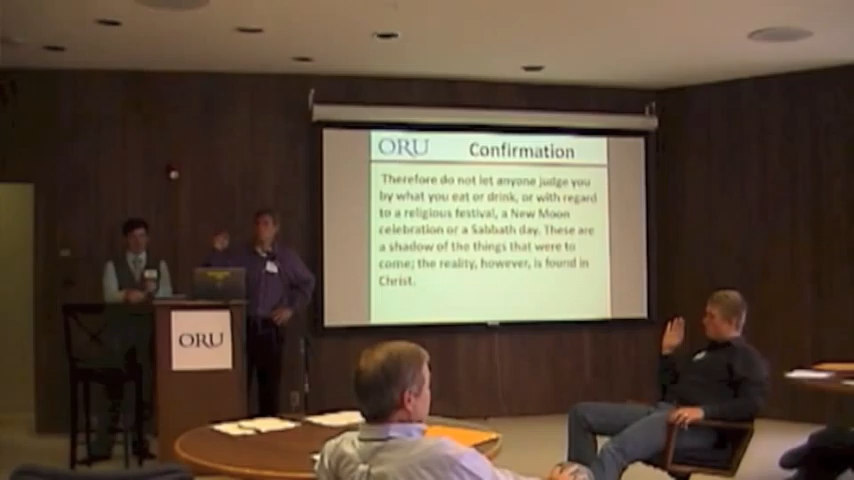 ORU Confirmation
Therefore do not let anyone judge you
by what you eat or drink, or with regard
to a religious festival, a New Moon
celebration or a Sabbath day. These are
a shadow of the things that were to
come; the reality, however, is found in
Christ.
ORU